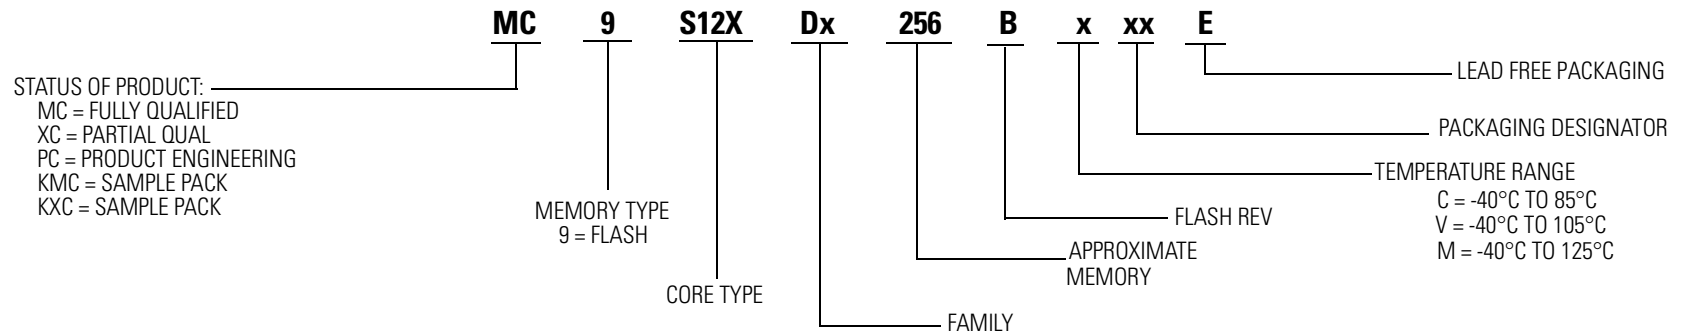 MC 9 S12X Dx 256 B x xx E
STATUS OF PRODUCT:
MC = FULLY QUALIFIED
XC = PARTIAL QUAL
PC = PRODUCT ENGINEERING
KMC = SAMPLE PACK
KXC = SAMPLE PACK
MEMORY TYPE
9 = FLASH
CORE TYPE
FAMILY
APPROXIMATE
MEMORY
FLASH REV
TEMPERATURE RANGE
C = -40°C TO 85°C
V = -40°C TO 105°C
M = -40°C TO 125°C
PACKAGING DESIGNATOR
LEAD FREE PACKAGING